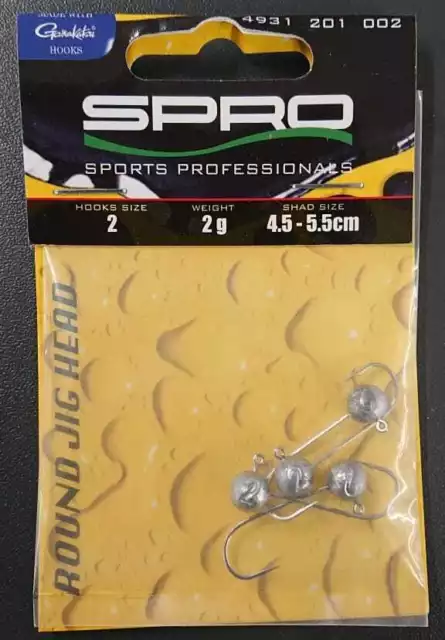 MADE WITH
Gamakatsu
HOOKS
4931 201 002
SPRO
SPORTS PROFESSIONALS
HOOKS SIZE WEIGHT SHAD SIZE
2 2 g 4.5 - 5.5cm
ROUND JIG HEAD